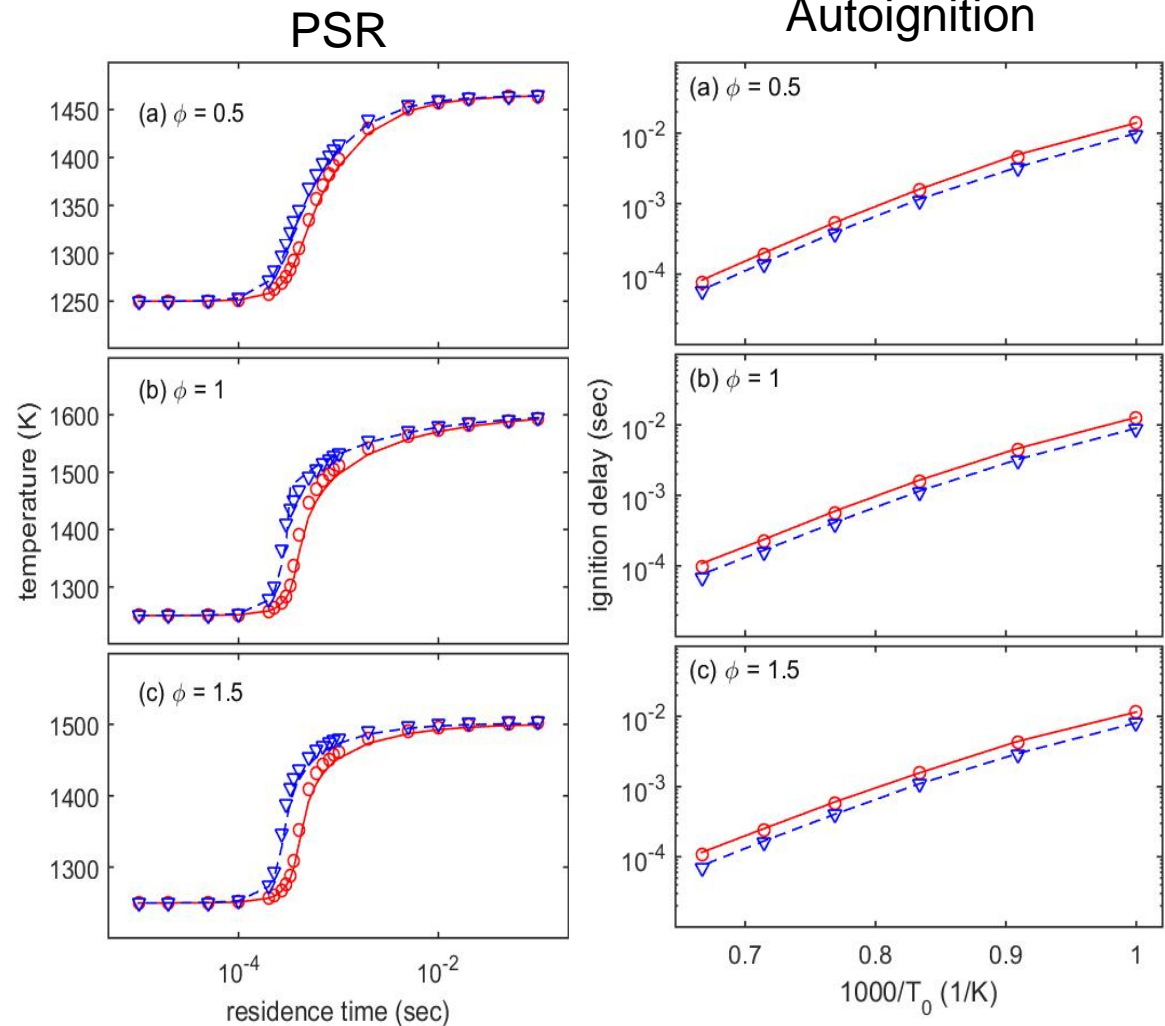 PSR
Autoignition
temperature (K)
(a) ϕ = 0.5
1450
1400
1350
1300
1250
(b) ϕ = 1
1600
1500
1400
1300
(c) ϕ = 1.5
1500
1400
1300
10-4
10-2
residence time (sec)
ignition delay (sec)
(a) ϕ = 0.5
10-2
10-3
10-4
(b) ϕ = 1
10-2
10-3
10-4
(c) ϕ = 1.5
10-2
10-3
10-4
0.7
0.8
0.9
1
1000/T0 (1/K)